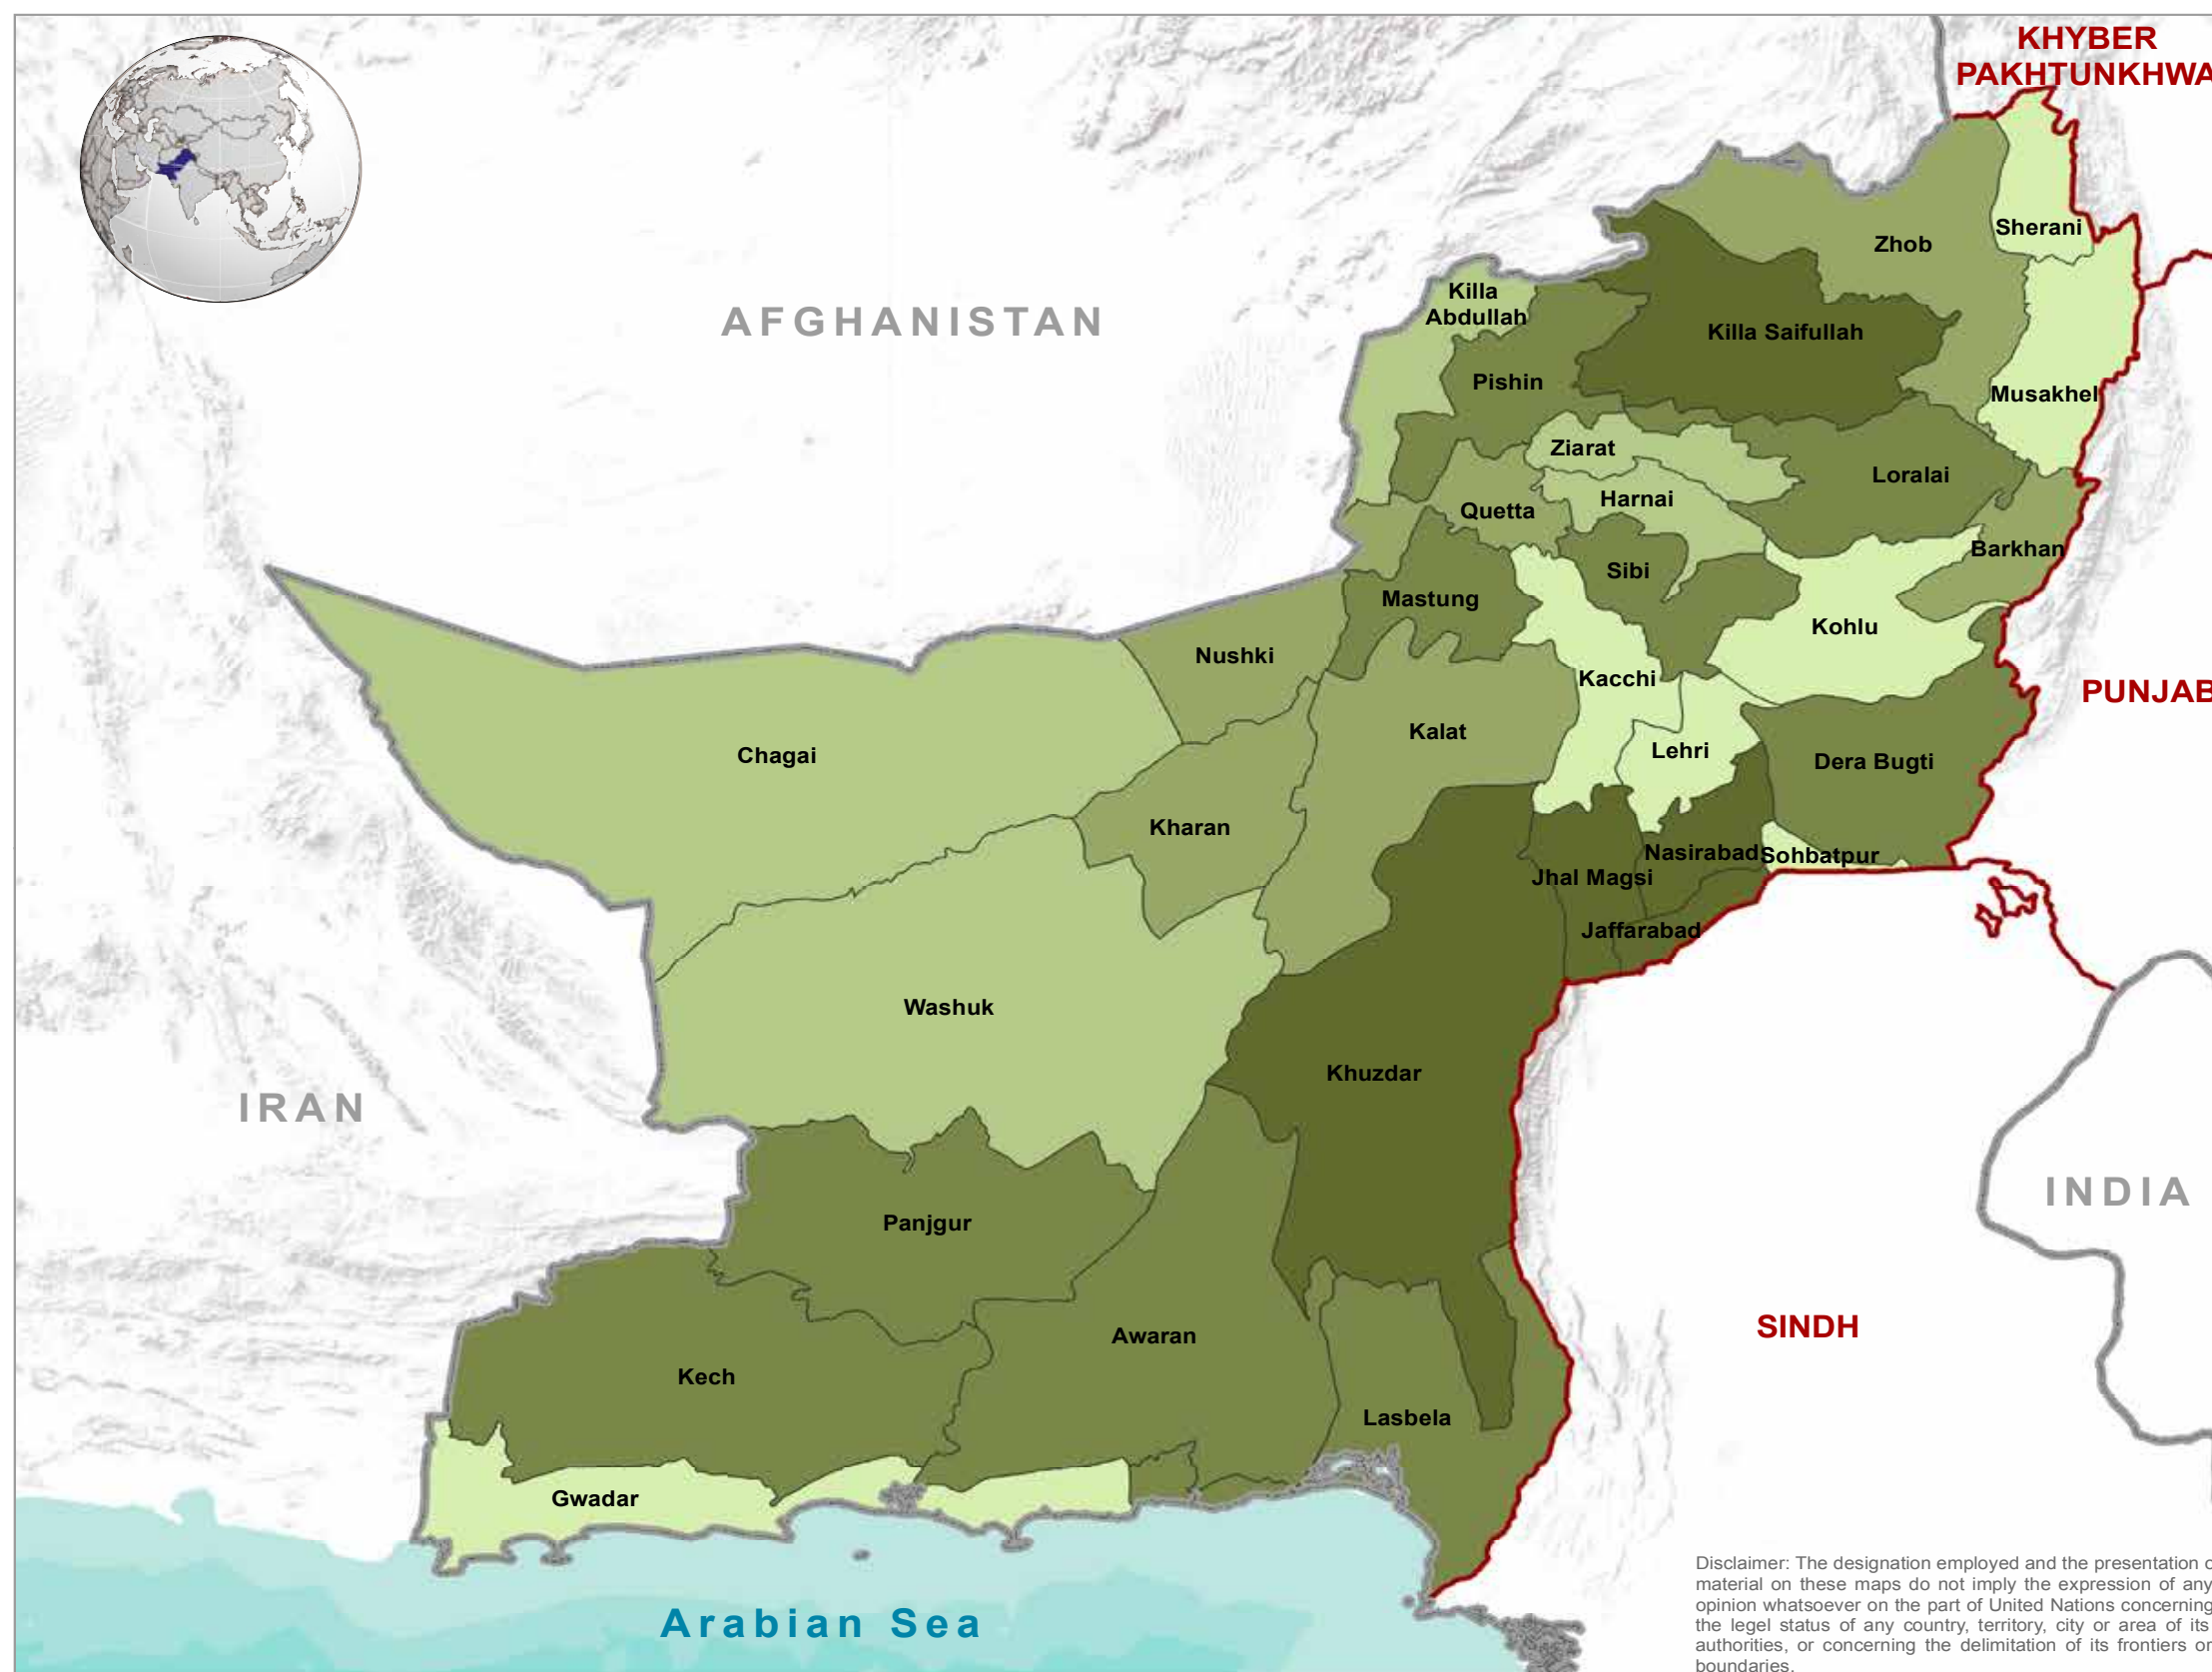 KHYBER
PAKHTUNKHWA
Sherani
Zhob
Killa
Abdullah
AFGHANISTAN
Killa Saifullah
Pishin
Musakhel
Ziarat
Loralai
Harnai
Quetta
Barkhan
Sibi
Mastung
Kohlu
Nushki
Kacchi
PUNJAB
Kalat
Lehri
Chagai
Dera Bugti
Kharan
Nasirabad
Sohbatpur
Jhal Magsi
Jaffarabad
Washuk
Khuzdar
IRAN
INDIA
Panjgur
SINDH
Awaran
Kech
Lasbela
Gwadar
Arabian Sea
Disclaimer: The designation employed and the presentation
material on these maps do not imply the expression of any
opinion whatsoever on the part of United Nations concerning
the legel status of any country, territory, city or area of its
authorities, or concerning the delimitation of its frontiers or
boundaries.